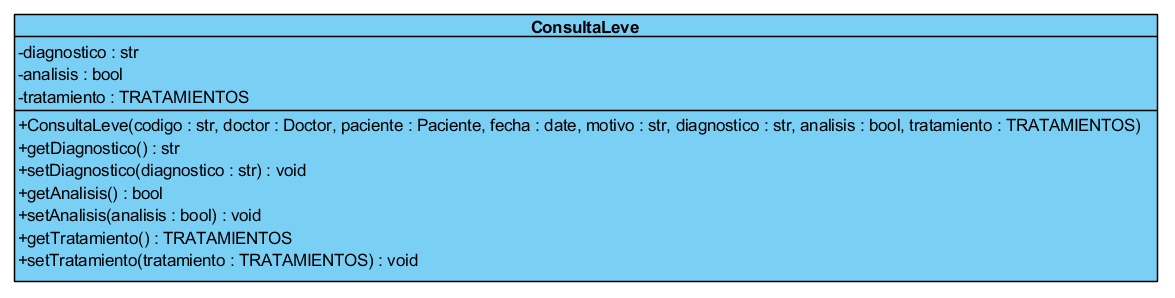 ConsultaLeve
-diagnostico : str
-analisis : bool
-tratamiento : TRATAMIENTOS
+ConsultaLeve(codigo : str, doctor : Doctor, paciente : Paciente, fecha : date, motivo : str, diagnostico : str, analisis : bool, tratamiento : TRATAMIENTOS)
+getDiagnostico() : str
+setDiagnostico(diagnostico : str) : void
+getAnalisis() : bool
+setAnalisis(analisis : bool) : void
+getTratamiento() : TRATAMIENTOS
+setTratamiento(tratamiento : TRATAMIENTOS) : void